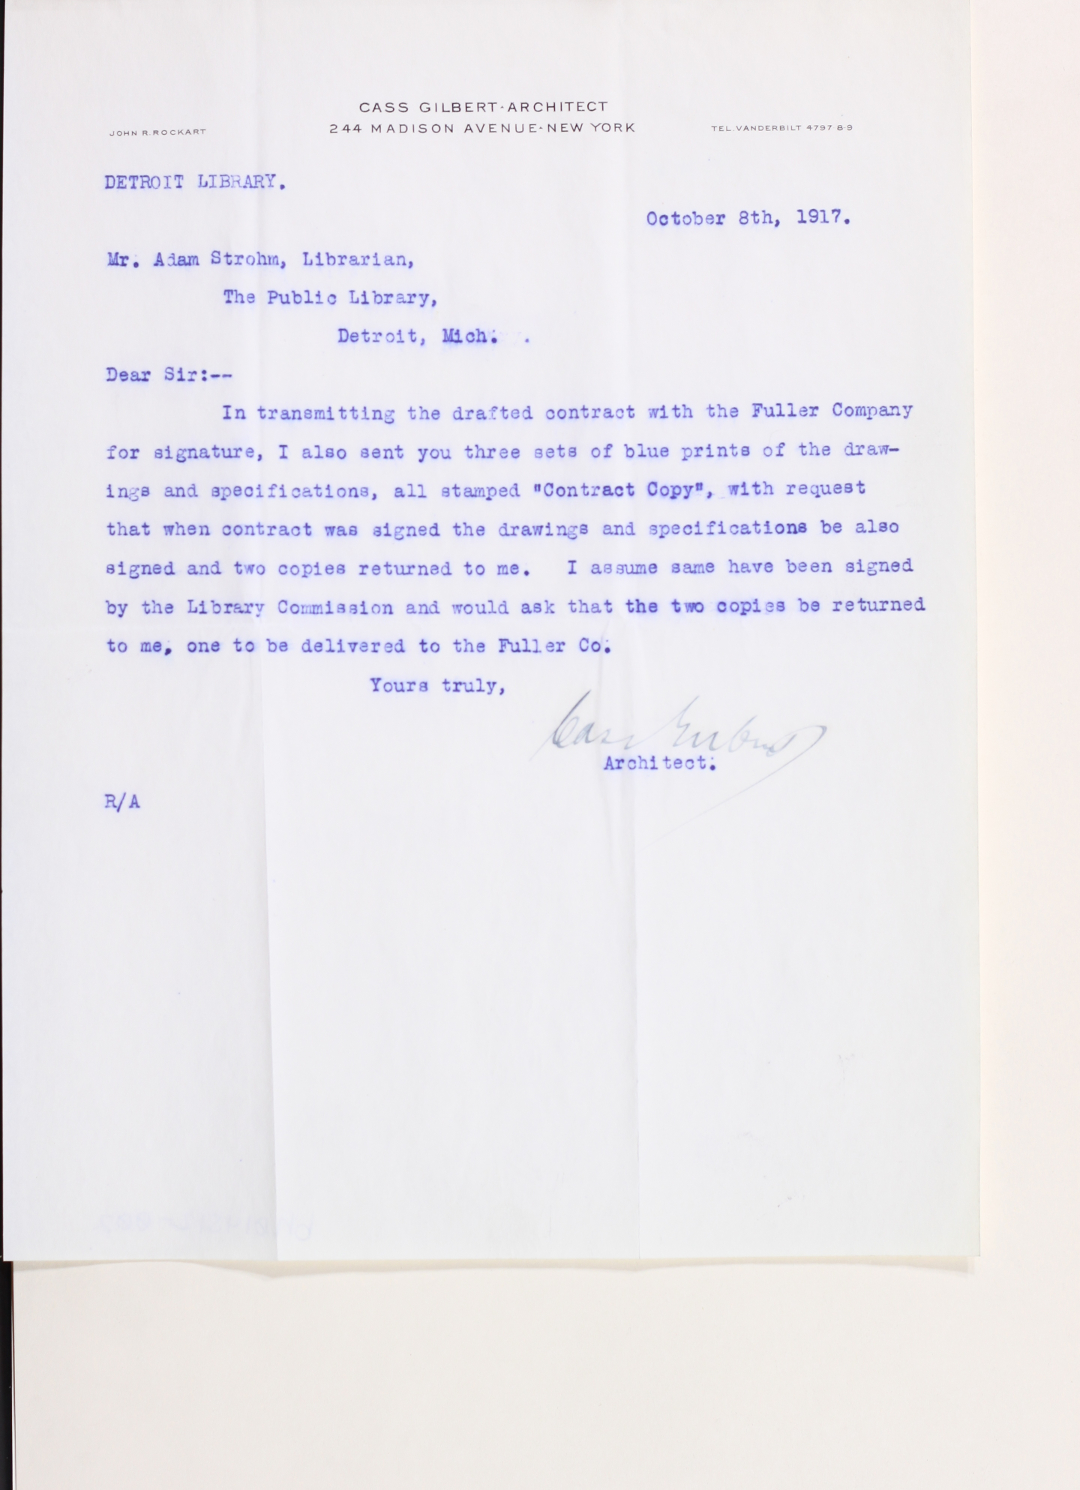 CASS GILBERT-ARCHITECT
JOHN R. ROCKART 244 MADISON AVENUE-NEW YORK TEL. VANDERBILT 4797 8-9
DETROIT LIBRARY.
October 8th, 1917.
Mr. Adam Strohm, Librarian,
The Public Library,
Detroit, Mich.
Dear Sir:--
In transmitting the drafted contract with the Fuller Company
for signature, I also sent you three sets of blue prints of the draw-
ings and specifications, all stamped "Contract Copy", with request
that when contract was signed the drawings and specifications be also
signed and two copies returned to me. I assume same have been signed
by the Library Commission and would ask that the two copies be returned
to me, one to be delivered to the Fuller Co.
Yours truly,
Cass Gilbert
Architect.
R/A